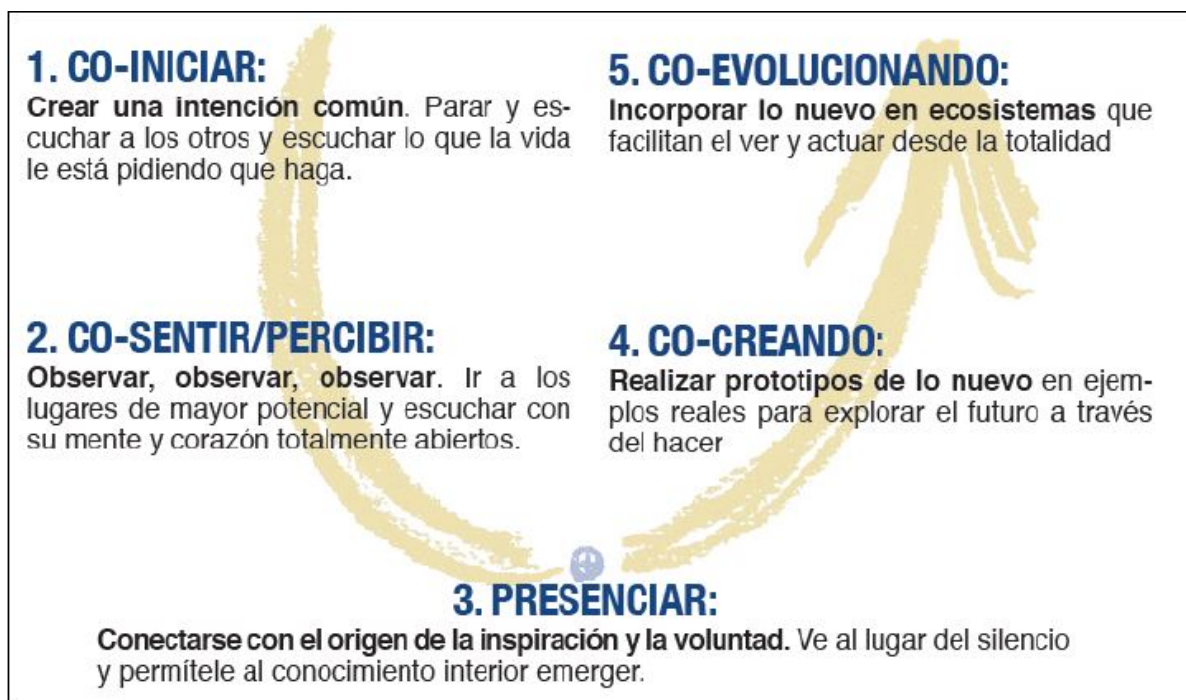 1. CO-INICIAR:
Crear una intención común. Parar y es-
cuchar a los otros y escuchar lo que la vida
le está pidiendo que haga.
2. CO-SENTIR/PERCIBIR:
Observar, observar, observar. Ir a los
lugares de mayor potencial y escuchar con
su mente y corazón totalmente abiertos.
3. PRESENCIAR:
Conectarse con el origen de la inspiración y la voluntad. Ve al lugar del silencio
y permítele al conocimiento interior emerger.
4. CO-CREANDO:
Realizar prototipos de lo nuevo en ejem-
plos reales para explorar el futuro a través
del hacer
5. CO-EVOLUCIONANDO:
Incorporar lo nuevo en ecosistemas que
facilitan el ver y actuar desde la totalidad